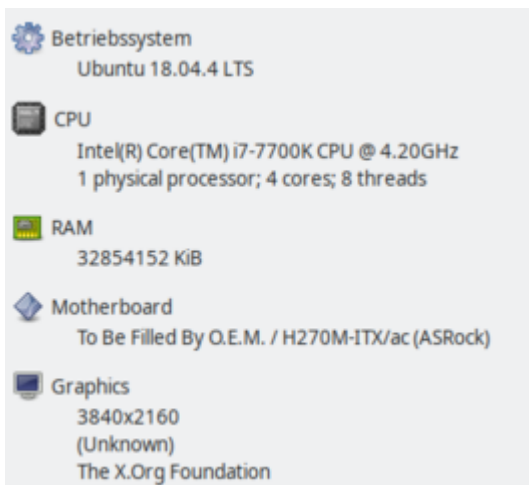 Betriebssystem
Ubuntu 18.04.4 LTS
CPU
Intel(R) Core(TM) i7-7700K CPU @ 4.20GHz
1 physical processor; 4 cores; 8 threads
RAM
32854152 KiB
Motherboard
To Be Filled By O.E.M. / H270M-ITX/ac (ASRock)
Graphics
3840x2160
(Unknown)
The X.Org Foundation